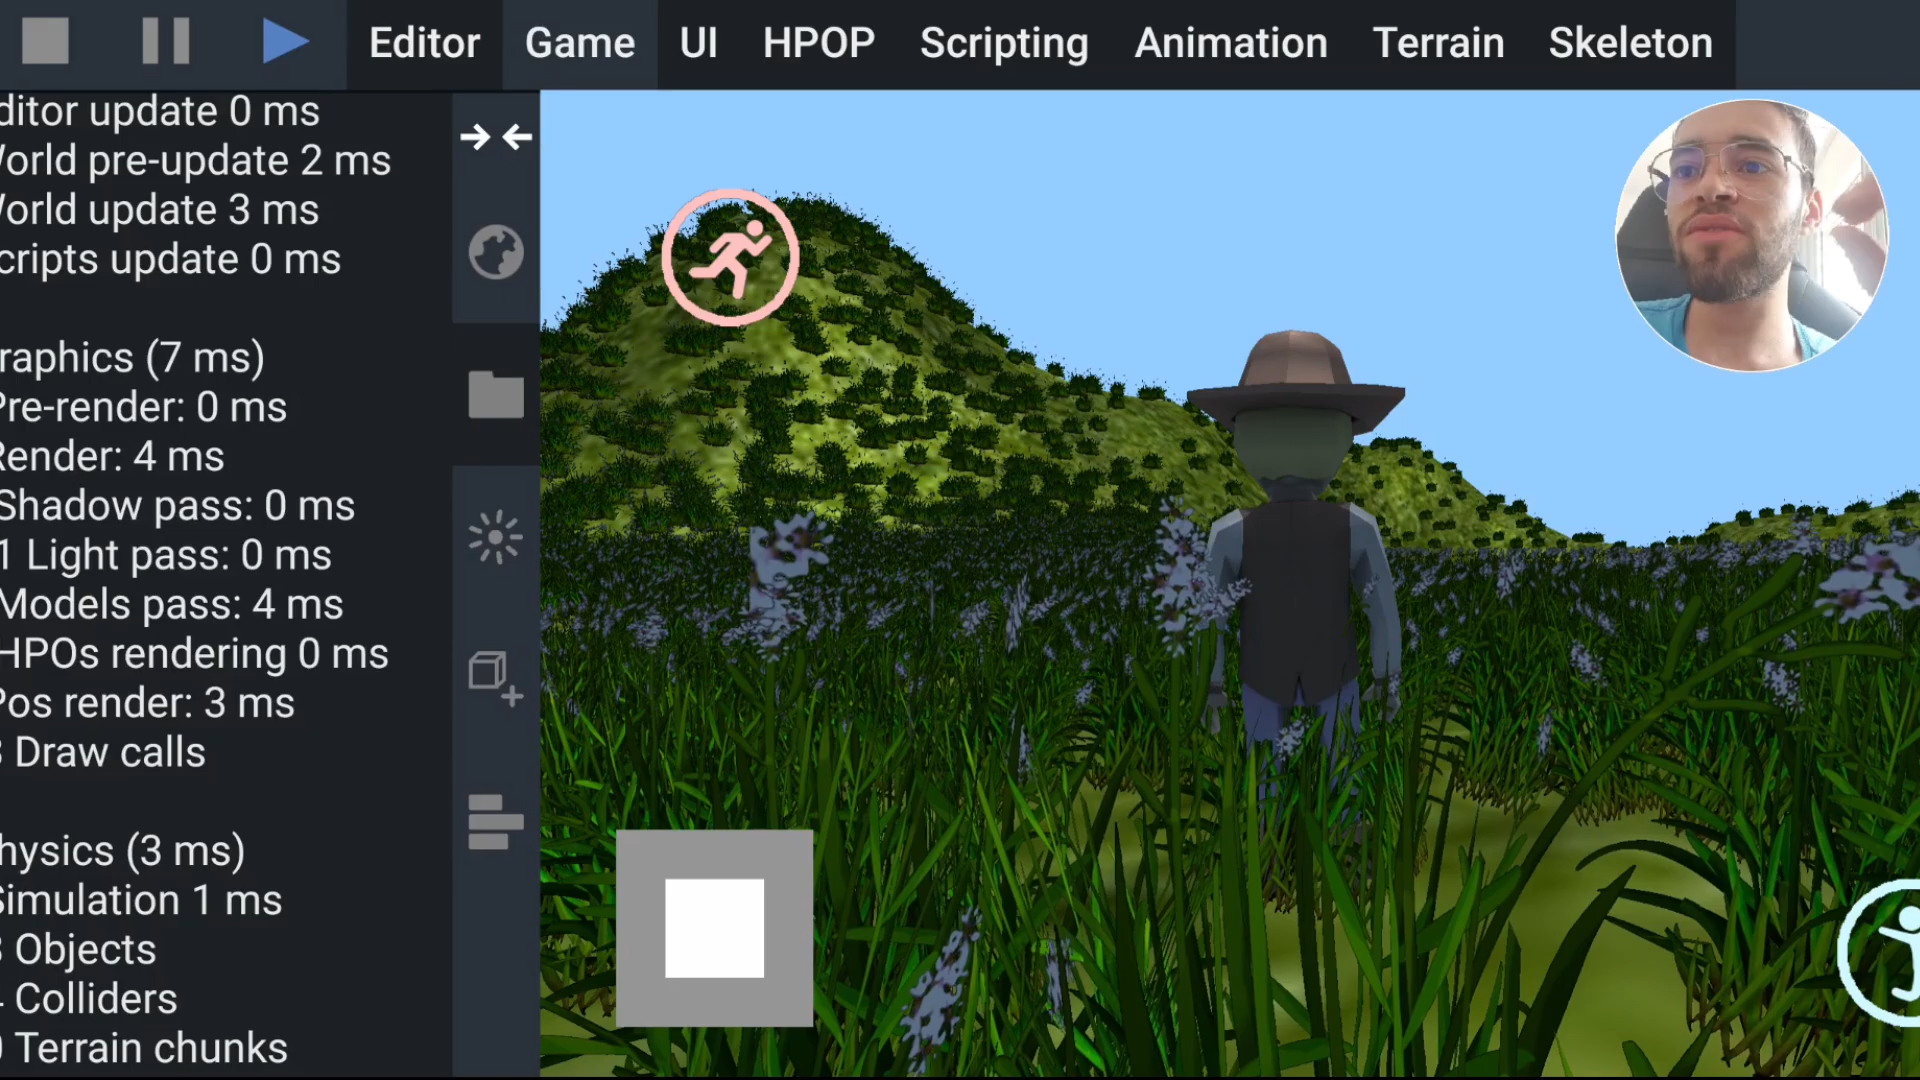 Editor Game UI HPOP Scripting Animation Terrain Skeleton
ditor update 0 ms
orld pre-update 2 ms
orld update 3 ms
cripts update 0 ms
raphics (7 ms)
Pre-render: 0 ms
Render: 4 ms
Shadow pass: 0 ms
1 Light pass: 0 ms
Models pass: 4 ms
HPOs rendering 0 ms
Pos render: 3 ms
Draw calls
hysics (3 ms)
Simulation 1 ms
Objects
Colliders
Terrain chunks